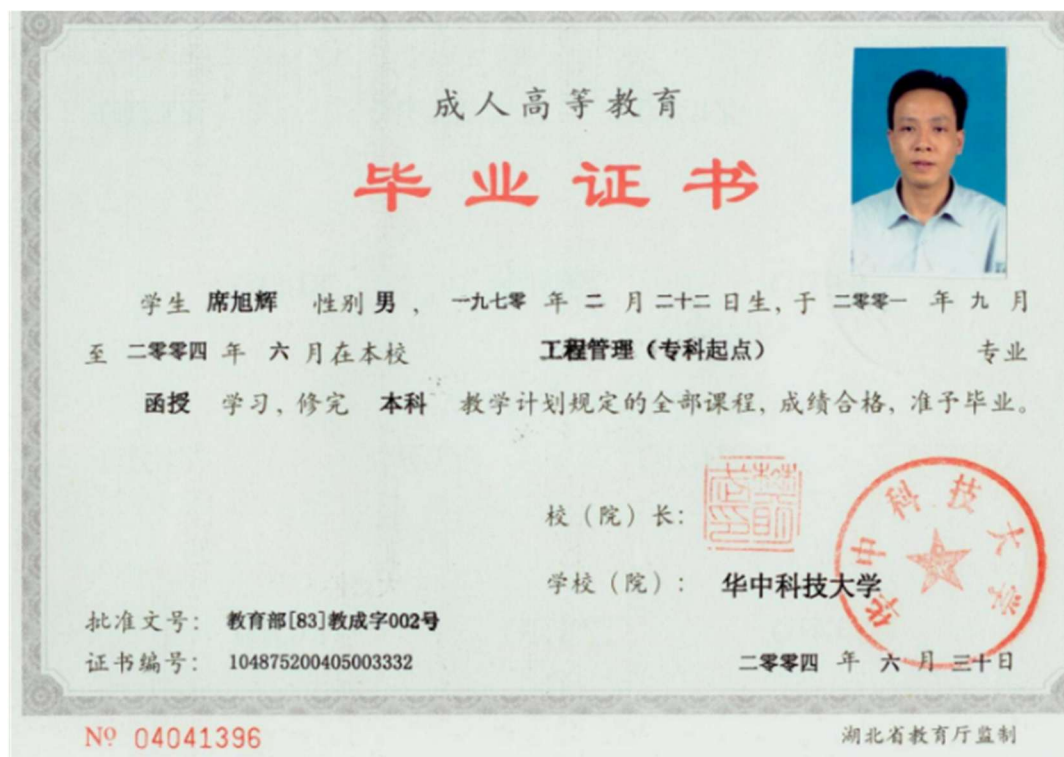 成人高等教育
毕业证书
学生 席旭辉 性别 男 ， 一九七零 年 二 月 二十二 日生，于 二零零一 年 九 月
至 二零零四 年 六 月在本校 工程管理（专科起点） 专业
函授 学习，修完 本科 教学计划规定的全部课程，成绩合格，准予毕业。
校（院）长：
学校（院）： 华中科技大学
华中科技大学
批准文号： 教育部[83]教成字002号
证书编号： 104875200405003332
二零零四 年 六 月 三十日
№ 04041396
湖北省教育厅监制